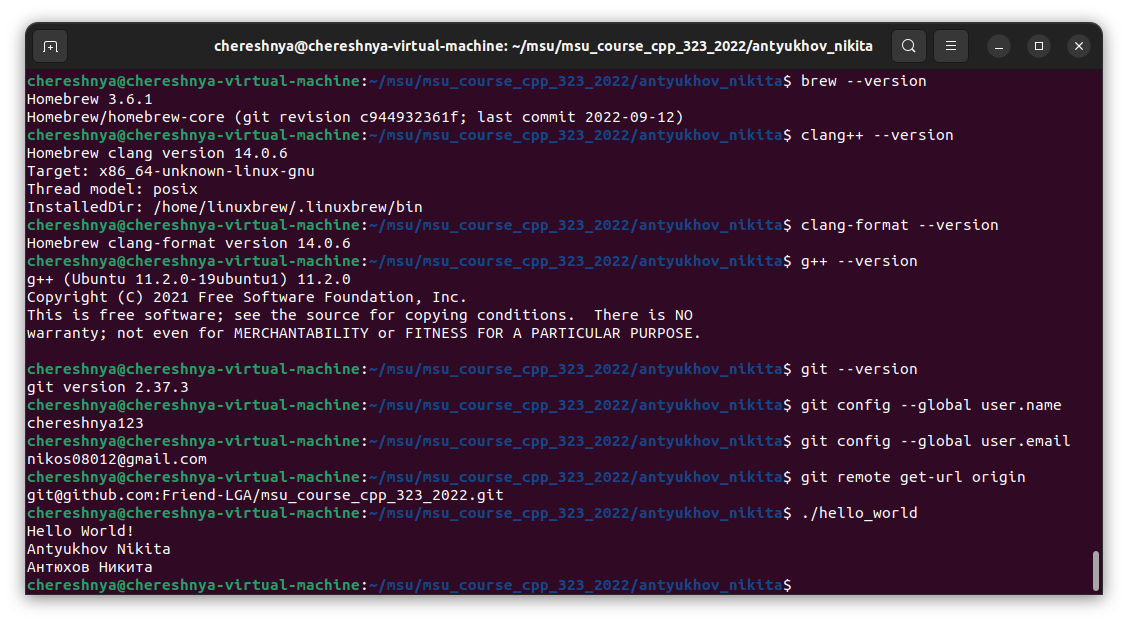 chereshnya@chereshnya-virtual-machine: ~/msu/msu_course_cpp_323_2022/antyukhov_nikita
chereshnya@chereshnya-virtual-machine:~/msu/msu_course_cpp_323_2022/antyukhov_nikita$ brew --version
Homebrew 3.6.1
Homebrew/homebrew-core (git revision c944932361f; last commit 2022-09-12)
chereshnya@chereshnya-virtual-machine:~/msu/msu_course_cpp_323_2022/antyukhov_nikita$ clang++ --version
Homebrew clang version 14.0.6
Target: x86_64-unknown-linux-gnu
Thread model: posix
InstalledDir: /home/linuxbrew/.linuxbrew/bin
chereshnya@chereshnya-virtual-machine:~/msu/msu_course_cpp_323_2022/antyukhov_nikita$ clang-format --version
Homebrew clang-format version 14.0.6
chereshnya@chereshnya-virtual-machine:~/msu/msu_course_cpp_323_2022/antyukhov_nikita$ g++ --version
g++ (Ubuntu 11.2.0-19ubuntu1) 11.2.0
Copyright (C) 2021 Free Software Foundation, Inc.
This is free software; see the source for copying conditions.  There is NO
warranty; not even for MERCHANTABILITY or FITNESS FOR A PARTICULAR PURPOSE.
chereshnya@chereshnya-virtual-machine:~/msu/msu_course_cpp_323_2022/antyukhov_nikita$ git --version
git version 2.37.3
chereshnya@chereshnya-virtual-machine:~/msu/msu_course_cpp_323_2022/antyukhov_nikita$ git config --global user.name
chereshnya123
chereshnya@chereshnya-virtual-machine:~/msu/msu_course_cpp_323_2022/antyukhov_nikita$ git config --global user.email
nikos08012@gmail.com
chereshnya@chereshnya-virtual-machine:~/msu/msu_course_cpp_323_2022/antyukhov_nikita$ git remote get-url origin
git@github.com:Friend-LGA/msu_course_cpp_323_2022.git
chereshnya@chereshnya-virtual-machine:~/msu/msu_course_cpp_323_2022/antyukhov_nikita$ ./hello_world
Hello World!
Antyukhov Nikita
Антюхов Никита
chereshnya@chereshnya-virtual-machine:~/msu/msu_course_cpp_323_2022/antyukhov_nikita$